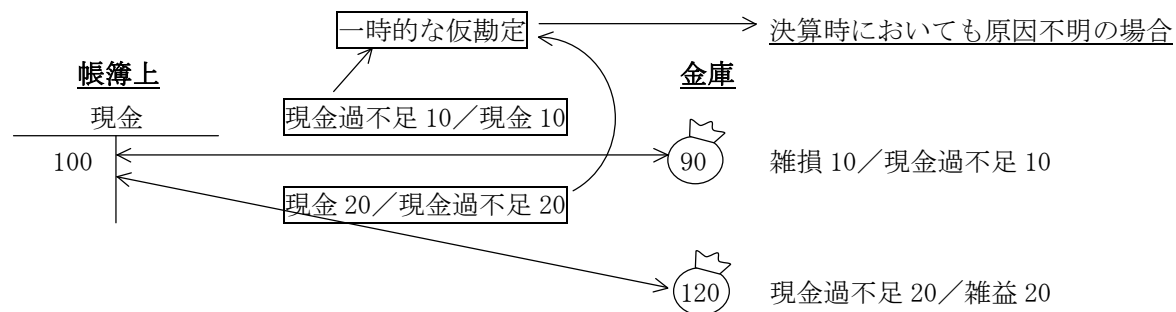 一時的な仮勘定
決算時においても原因不明の場合
帳簿上
金庫
現金
現金過不足 10／現金 10
100
90
雑損 10／現金過不足 10
現金 20／現金過不足 20
120
現金過不足 20／雑益 20